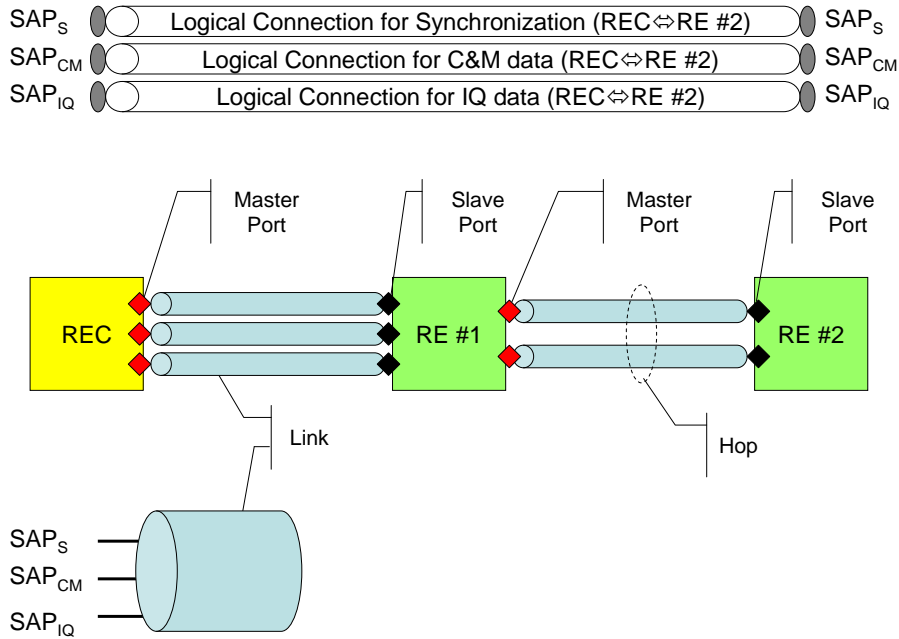 SAP_S Logical Connection for Synchronization (REC⇔RE #2) SAP_S
SAP_CM Logical Connection for C&M data (REC⇔RE #2) SAP_CM
SAP_IQ Logical Connection for IQ data (REC⇔RE #2) SAP_IQ
Master
Port
Slave
Port
Master
Port
Slave
Port
REC
RE #1
RE #2
Link
Hop
SAP_S
SAP_CM
SAP_IQ